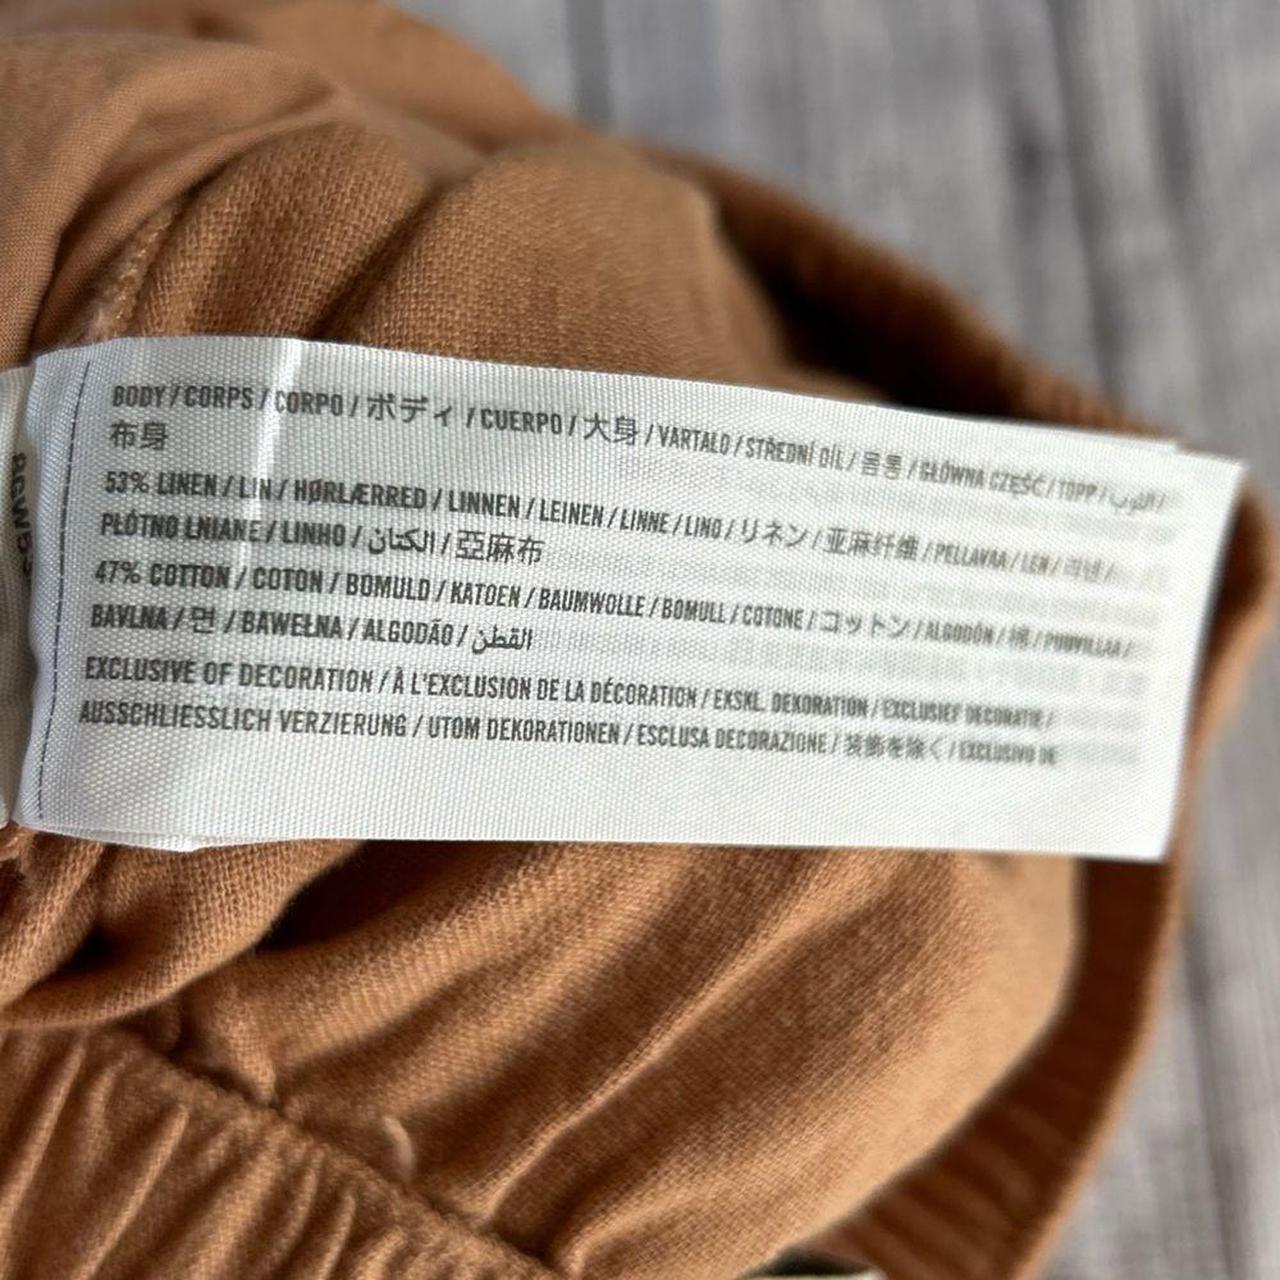 BODY / CORPS / CORPO / ボディ / CUERPO / 大身 / VARTALO / STŘEDNÍ DÍL / 몸통 / GŁÓWNA CZĘŚĆ / TOPP /
布身
53% LINEN / LIN / HØRLÆRRED / LINNEN / LEINEN / LINNE / LINO / リネン / 亚麻纤维 / PELLAVAA / LEN /
PŁÓTNO LNIANE / LINHO / الكتان / 亞麻布
47% COTTON / COTON / BOMULD / KATOEN / BAUMWOLLE / BOMULL / COTONE / コットン / ALGODÓN / 棉 / PUUVILLAA /
BAVLNA / 면 / BAWEŁNA / ALGODÃO / القطن
EXCLUSIVE OF DECORATION / À L'EXCLUSION DE LA DÉCORATION / EKSKL. DEKORATION / EXCLUSIEF DECORATIE /
AUSSCHLIESSLICH VERZIERUNG / UTOM DEKORATIONEN / ESCLUSA DECORAZIONE / 装飾を除く / EXCLUSIVO DE